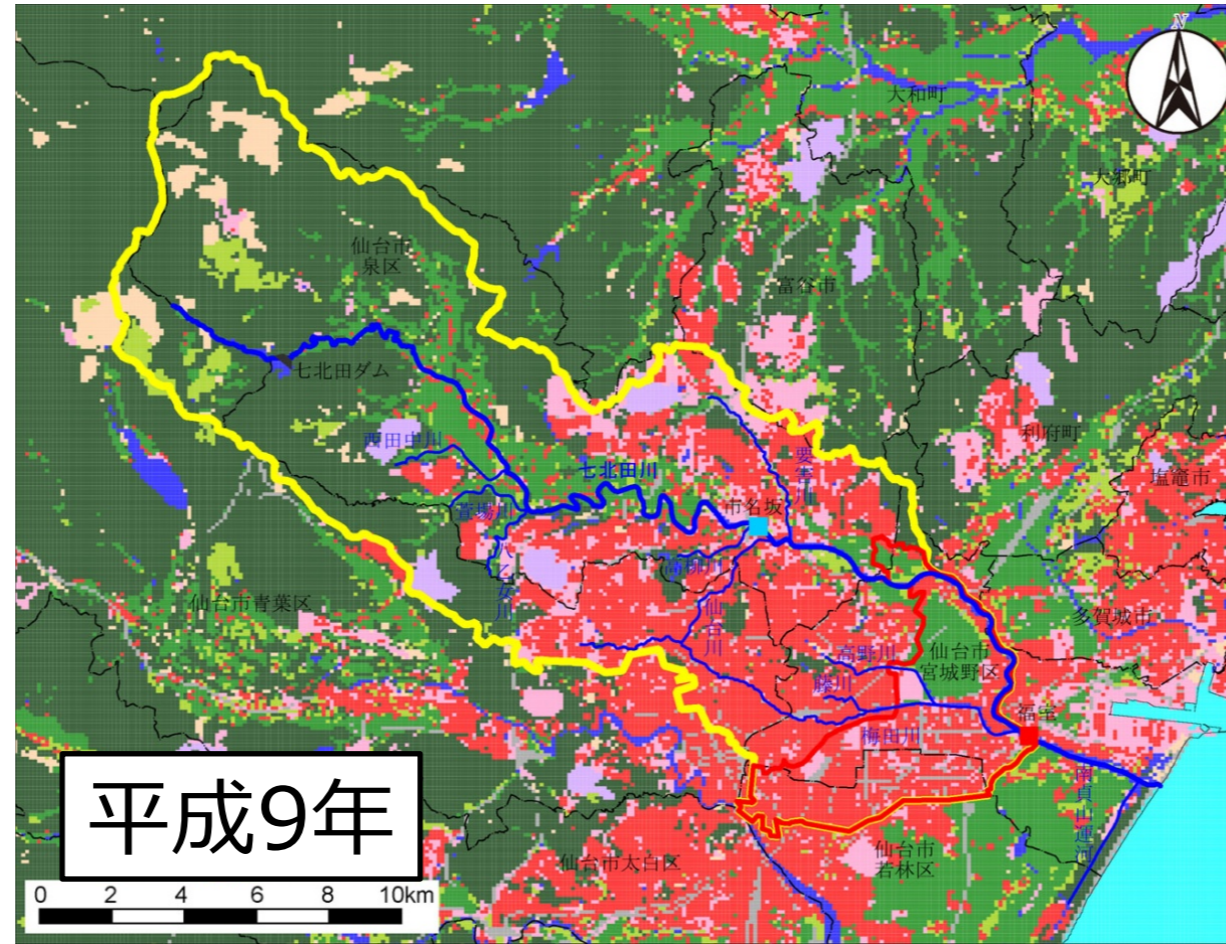 N
大和町
大郷町
仙台市
泉区
富谷市
七北田ダム
利府町
西田中川
七北田川
要害川
塩竈市
市名坂
萱場川
高柳川
八乙女川
仙台川
仙台市青葉区
多賀城市
高野川
仙台市
宮城野区
藤川
福室
梅田川
南貞山運河
平成9年
仙台市太白区
仙台市
若林区
0 2 4 6 8 10km